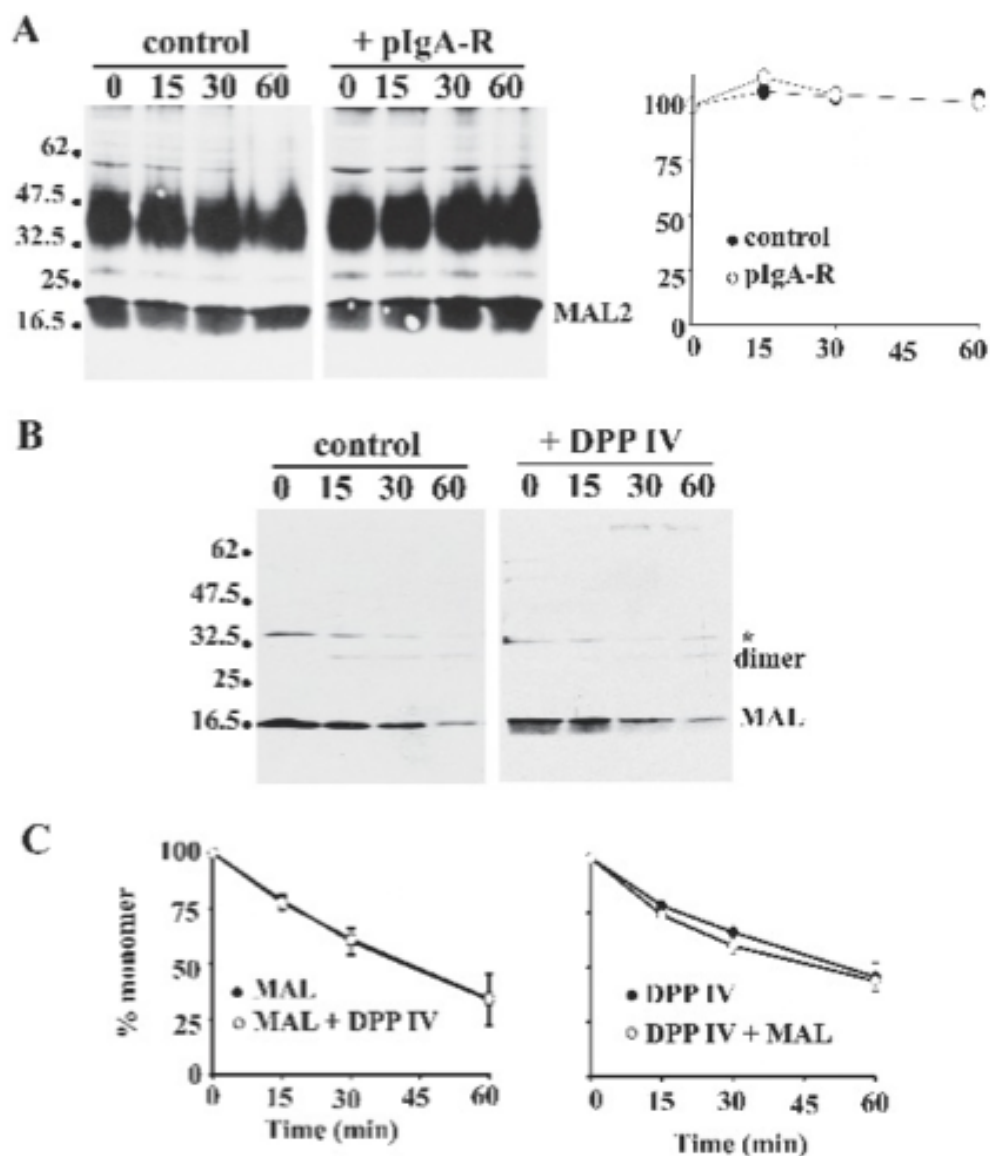 A
control
+ pIgA-R
0 15 30 60
0 15 30 60
62
47.5
32.5
25
16.5
MAL2
100
75
50
25
0
control
pIgA-R
0 15 30 45 60
B
control
+ DPP IV
0 15 30 60
0 15 30 60
62
47.5
32.5
25
16.5
*
dimer
MAL
C
% monomer
100
75
50
25
0
MAL
MAL + DPP IV
0 15 30 45 60
Time (min)
DPP IV
DPP IV + MAL
0 15 30 45 60
Time (min)